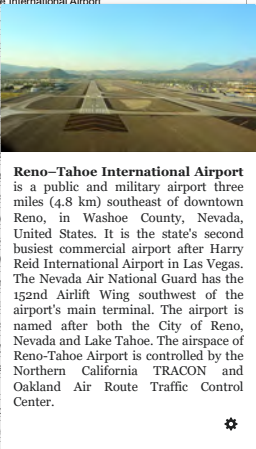 e International Airport
Reno–Tahoe International Airport
is a public and military airport three
miles (4.8 km) southeast of downtown
Reno, in Washoe County, Nevada,
United States. It is the state's second
busiest commercial airport after Harry
Reid International Airport in Las Vegas.
The Nevada Air National Guard has the
152nd Airlift Wing southwest of the
airport's main terminal. The airport is
named after both the City of Reno,
Nevada and Lake Tahoe. The airspace of
Reno-Tahoe Airport is controlled by the
Northern California TRACON and
Oakland Air Route Traffic Control
Center.